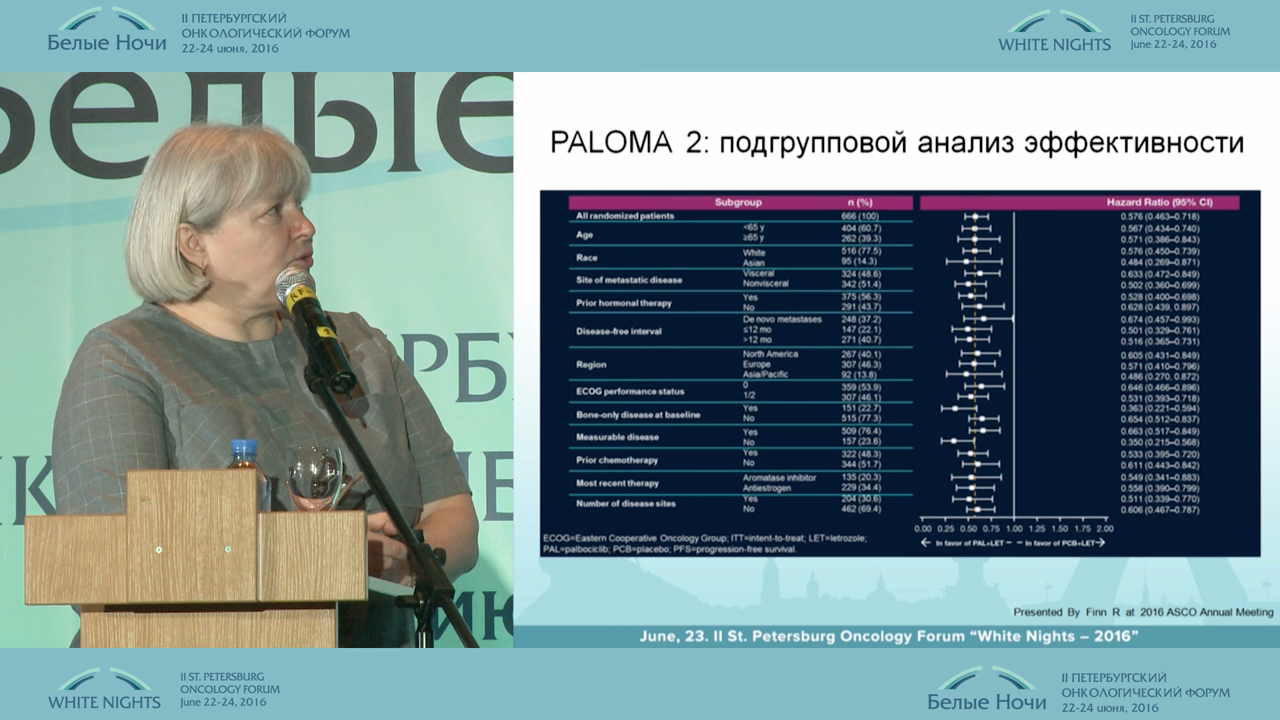 Белые Ночи
II ПЕТЕРБУРГСКИЙ
ОНКОЛОГИЧЕСКИЙ ФОРУМ
22-24 июня, 2016
WHITE NIGHTS
II ST. PETERSBURG
ONCOLOGY FORUM
June 22-24, 2016
белые
PALOMA 2: подгрупповой анализ эффективности
Subgroup n (%) Hazard Ratio (95% CI)
All randomized patients 666 (100) 0.576 (0.463–0.718)
Age <65 y 404 (60.7) 0.567 (0.434–0.740)
≥65 y 262 (39.3) 0.571 (0.386–0.843)
Race White 516 (77.5) 0.576 (0.450–0.739)
Asian 95 (14.3) 0.484 (0.269–0.871)
Site of metastatic disease Visceral 324 (48.6) 0.633 (0.472–0.849)
Nonvisceral 342 (51.4) 0.502 (0.360–0.699)
Prior hormonal therapy Yes 375 (56.3) 0.528 (0.400–0.698)
No 291 (43.7) 0.628 (0.439, 0.897)
Disease-free interval De novo metastases 248 (37.2) 0.674 (0.457–0.993)
≤12 mo 147 (22.1) 0.501 (0.329–0.761)
>12 mo 271 (40.7) 0.516 (0.365–0.731)
Region North America 267 (40.1) 0.605 (0.431–0.849)
Europe 307 (46.3) 0.571 (0.410–0.796)
Asia/Pacific 92 (13.8) 0.486 (0.270, 0.872)
ECOG performance status 0 359 (53.9) 0.646 (0.466–0.896)
1/2 307 (46.1) 0.531 (0.393–0.718)
Bone-only disease at baseline Yes 151 (22.7) 0.363 (0.221–0.594)
No 515 (77.3) 0.654 (0.512–0.837)
Measurable disease Yes 509 (76.4) 0.663 (0.517–0.849)
No 157 (23.6) 0.350 (0.215–0.568)
Prior chemotherapy Yes 322 (48.3) 0.533 (0.395–0.720)
No 344 (51.7) 0.611 (0.443–0.842)
Most recent therapy Aromatase inhibitor 135 (20.3) 0.549 (0.341–0.883)
Antiestrogen 229 (34.4) 0.558 (0.390–0.799)
Number of disease sites Yes 204 (30.6) 0.511 (0.339–0.770)
No 462 (69.4) 0.606 (0.467–0.787)
0.00 0.25 0.50 0.75 1.00 1.25 1.50 1.75 2.00
In favor of PAL+LET In favor of PCB+LET
ECOG=Eastern Cooperative Oncology Group; ITT=intent-to-treat; LET=letrozole;
PAL=palbociclib; PCB=placebo; PFS=progression-free survival.
Presented By Finn R at 2016 ASCO Annual Meeting
June, 23. II St. Petersburg Oncology Forum “White Nights – 2016”
WHITE NIGHTS
II ST. PETERSBURG
ONCOLOGY FORUM
June 22-24, 2016
Белые Ночи
II ПЕТЕРБУРГСКИЙ
ОНКОЛОГИЧЕСКИЙ ФОРУМ
22-24 июня, 2016